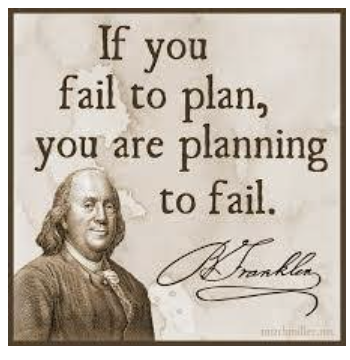 If you
fail to plan,
you are planning
to fail.
B Franklin